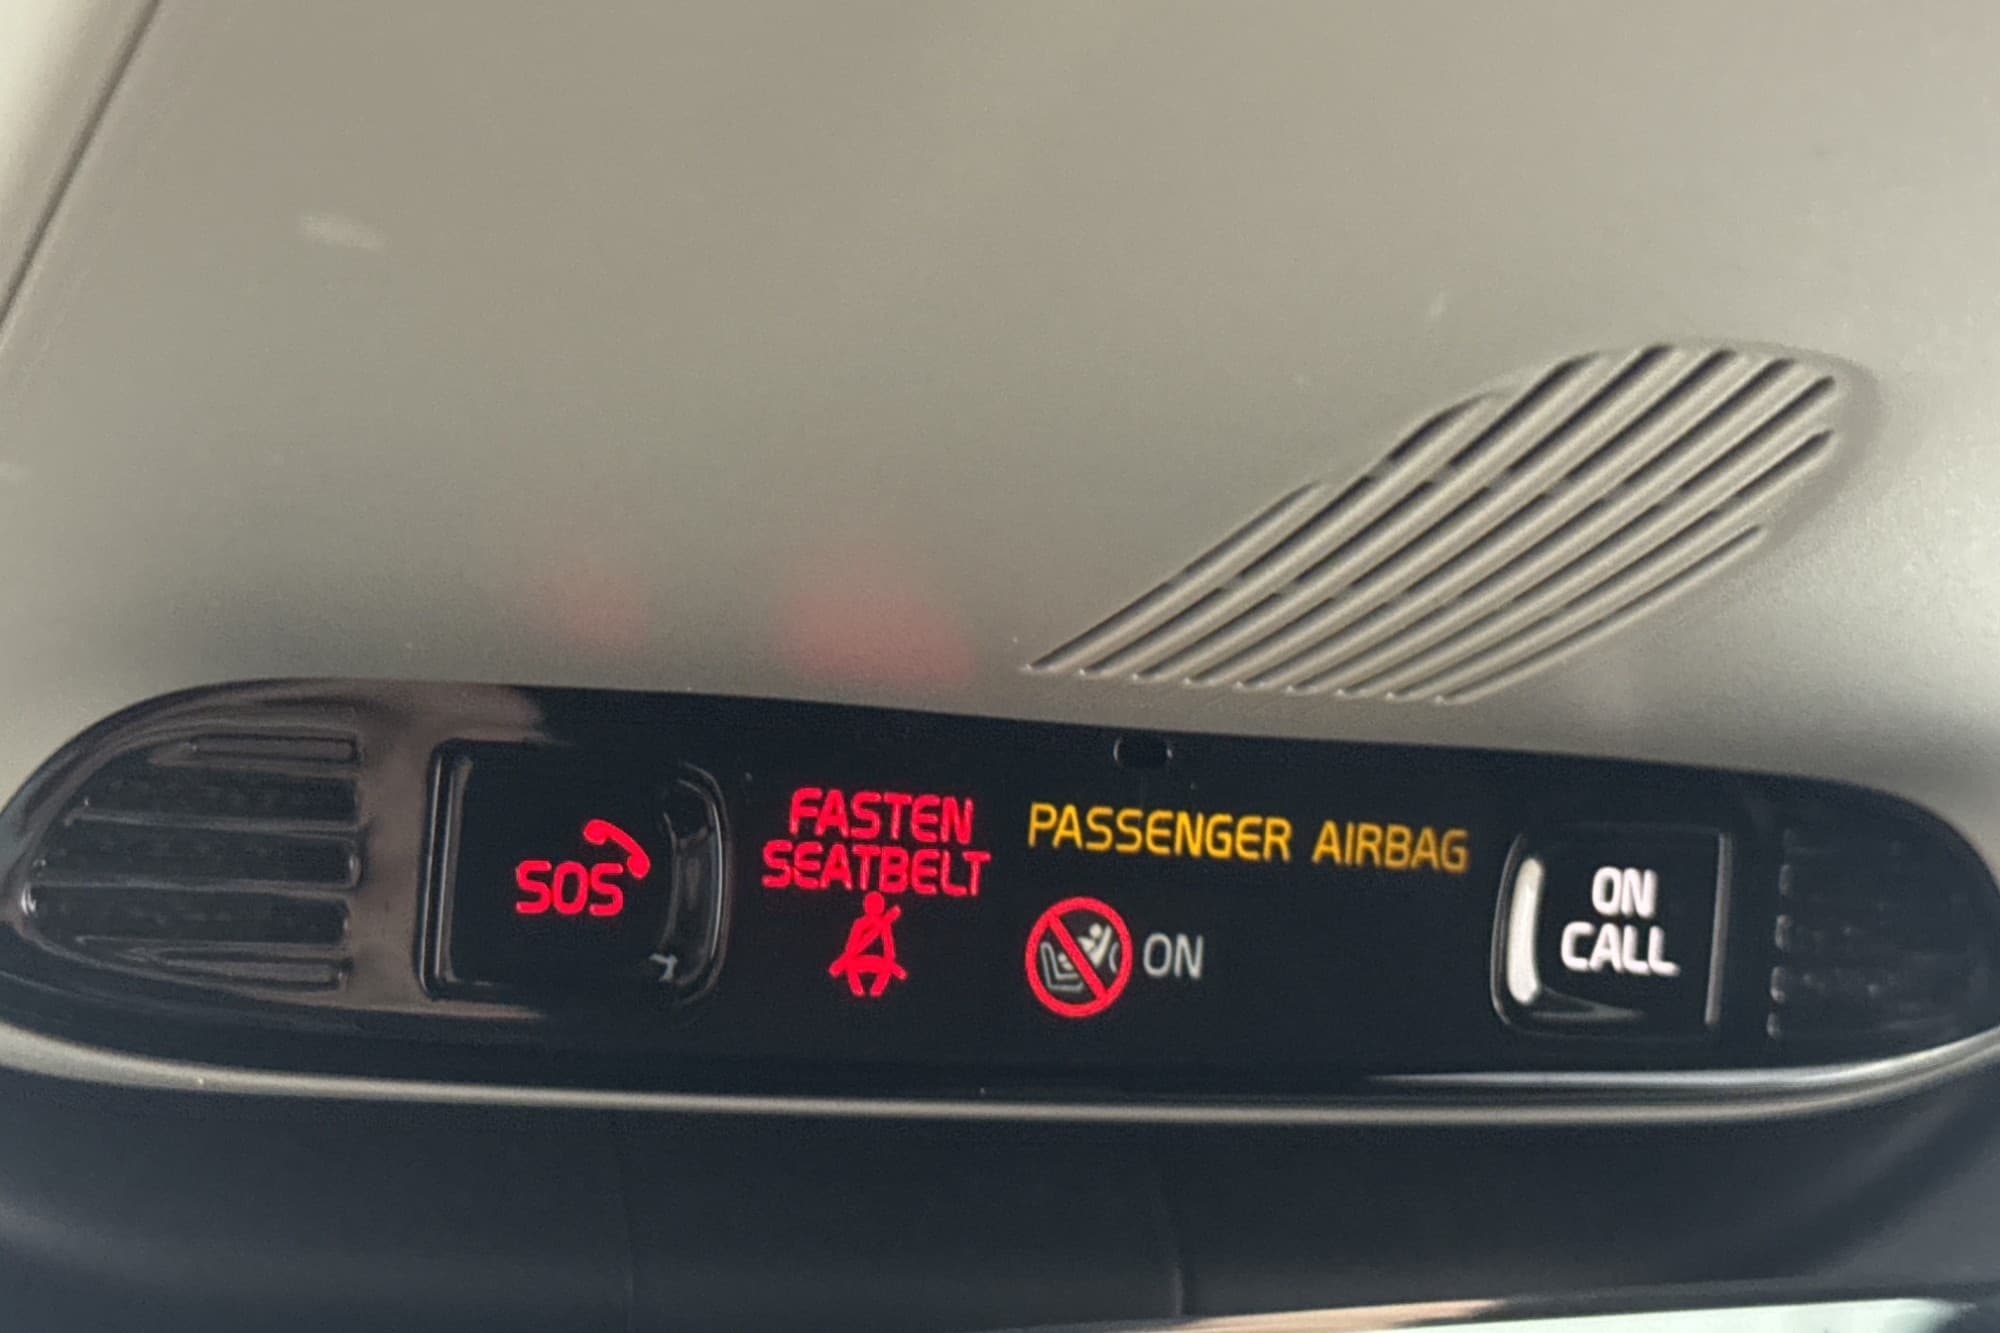 SOS
FASTEN
SEATBELT
PASSENGER AIRBAG
ON
ON
CALL